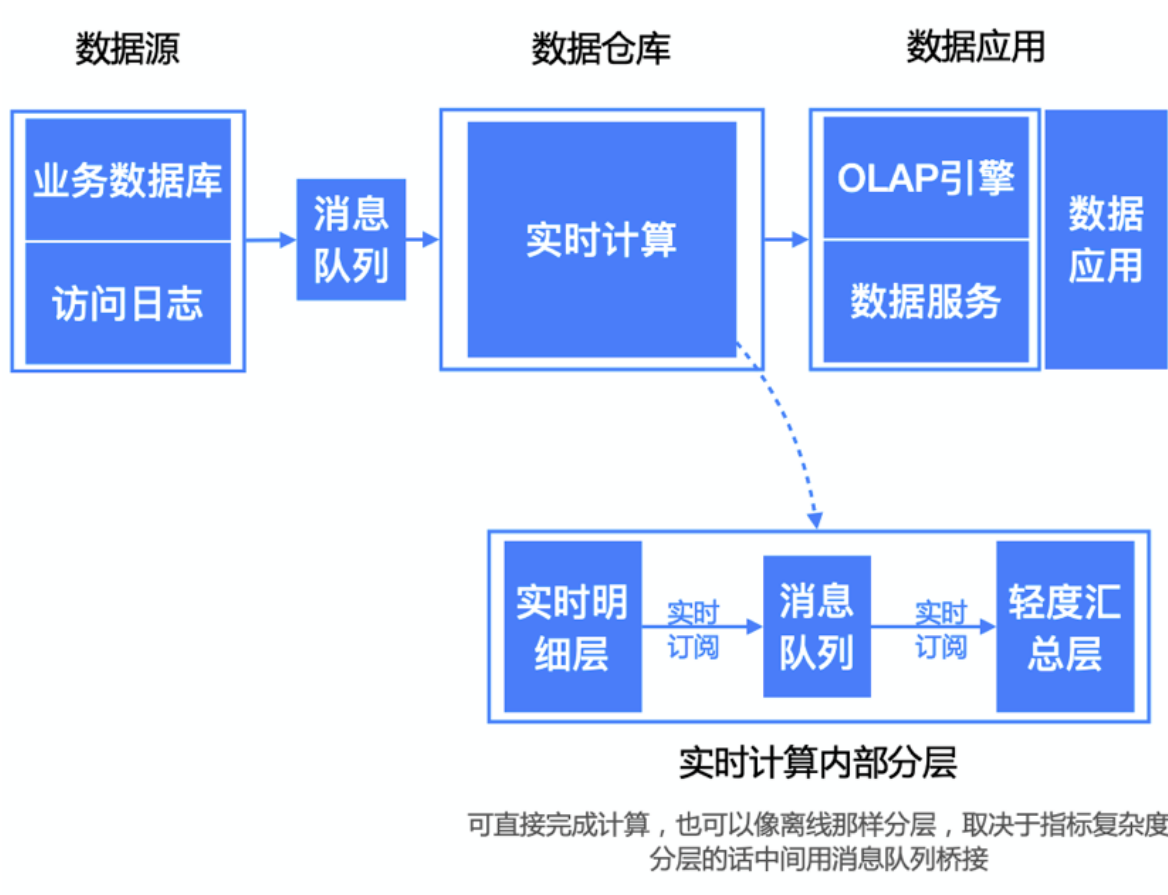 数据源
数据仓库
数据应用
业务数据库
访问日志
消息
队列
实时计算
OLAP引擎
数据服务
数据
应用
实时明
细层
实时
订阅
消息
队列
实时
订阅
轻度汇
总层
实时计算内部分层
可直接完成计算，也可以像离线那样分层，取决于指标复杂度
分层的话中间用消息队列桥接